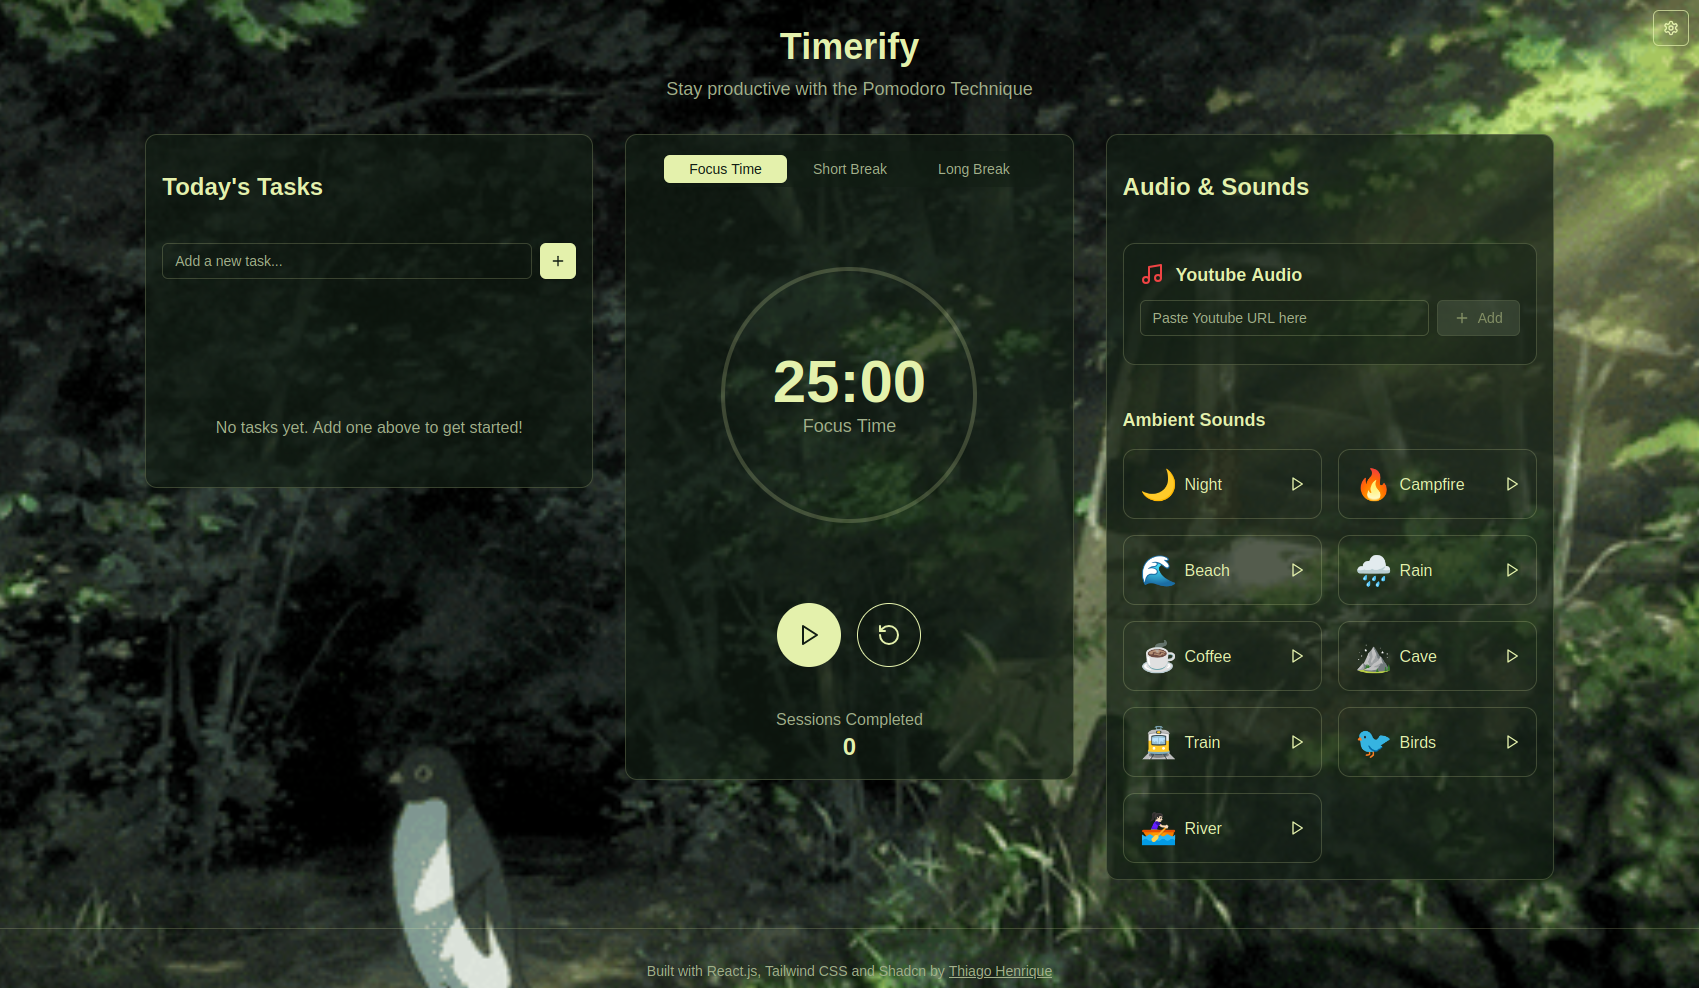 Timerify
Stay productive with the Pomodoro Technique
Today's Tasks
Add a new task...
No tasks yet. Add one above to get started!
Focus Time
Short Break
Long Break
25:00
Focus Time
Sessions Completed
0
Audio & Sounds
Youtube Audio
Paste Youtube URL here
Add
Ambient Sounds
Night
Campfire
Beach
Rain
Coffee
Cave
Train
Birds
River
Built with React.js, Tailwind CSS and Shadcn by Thiago Henrique